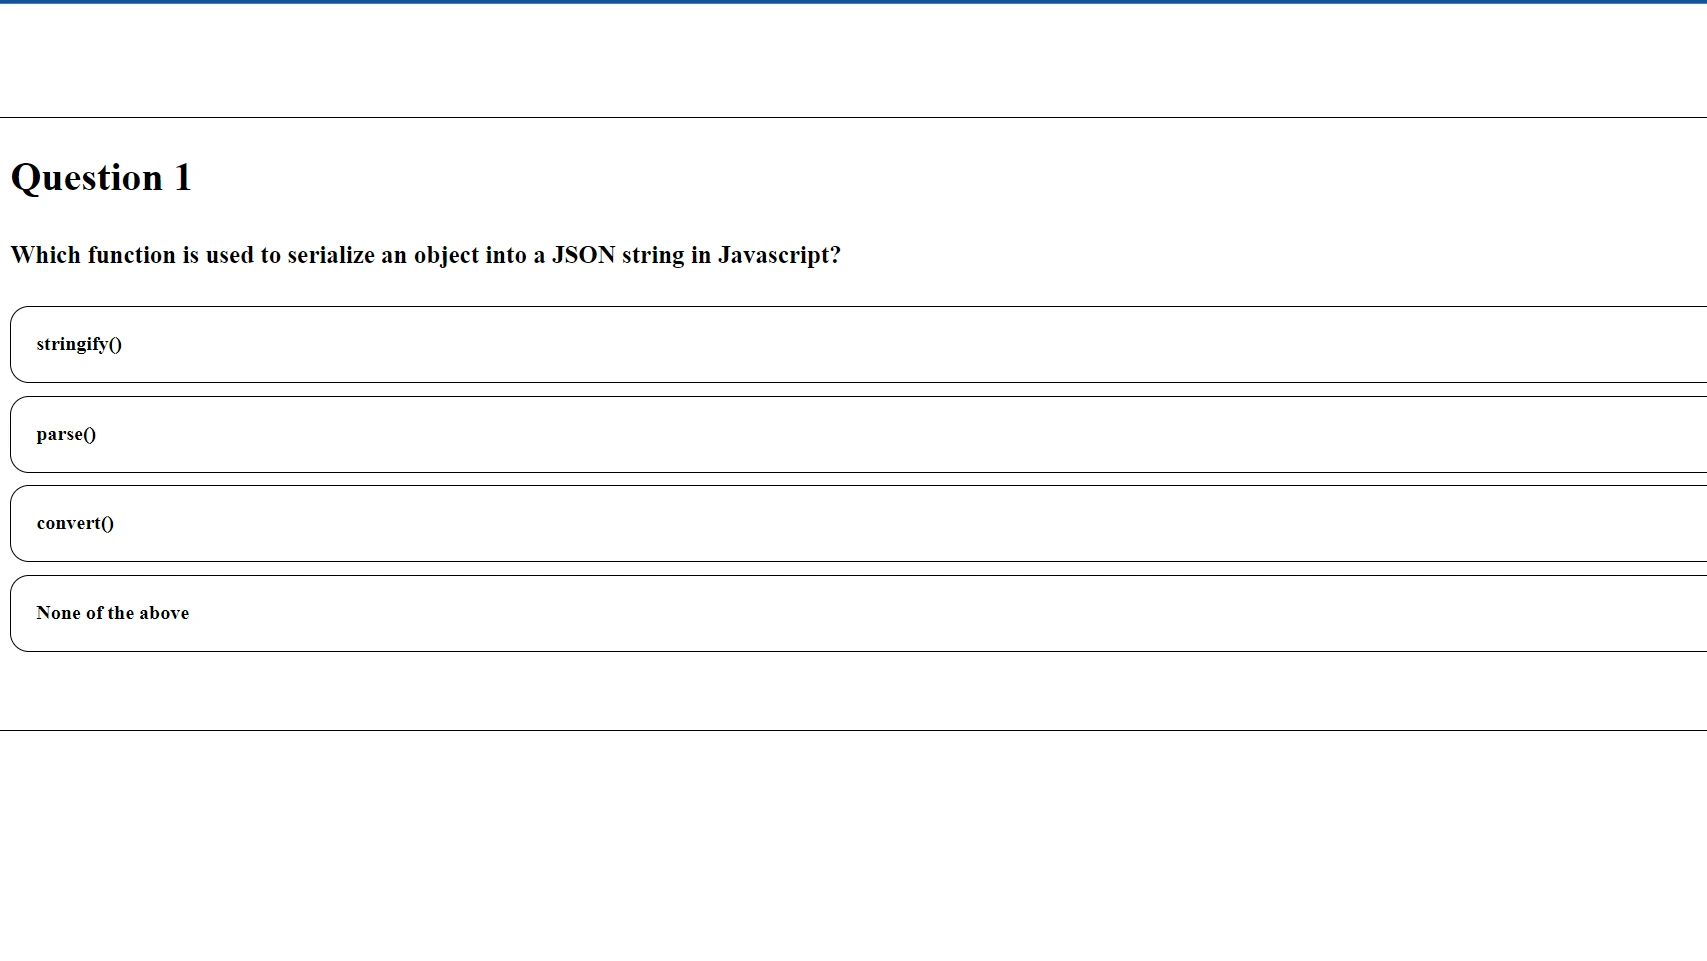 Question 1
Which function is used to serialize an object into a JSON string in Javascript?
stringify()
parse()
convert()
None of the above